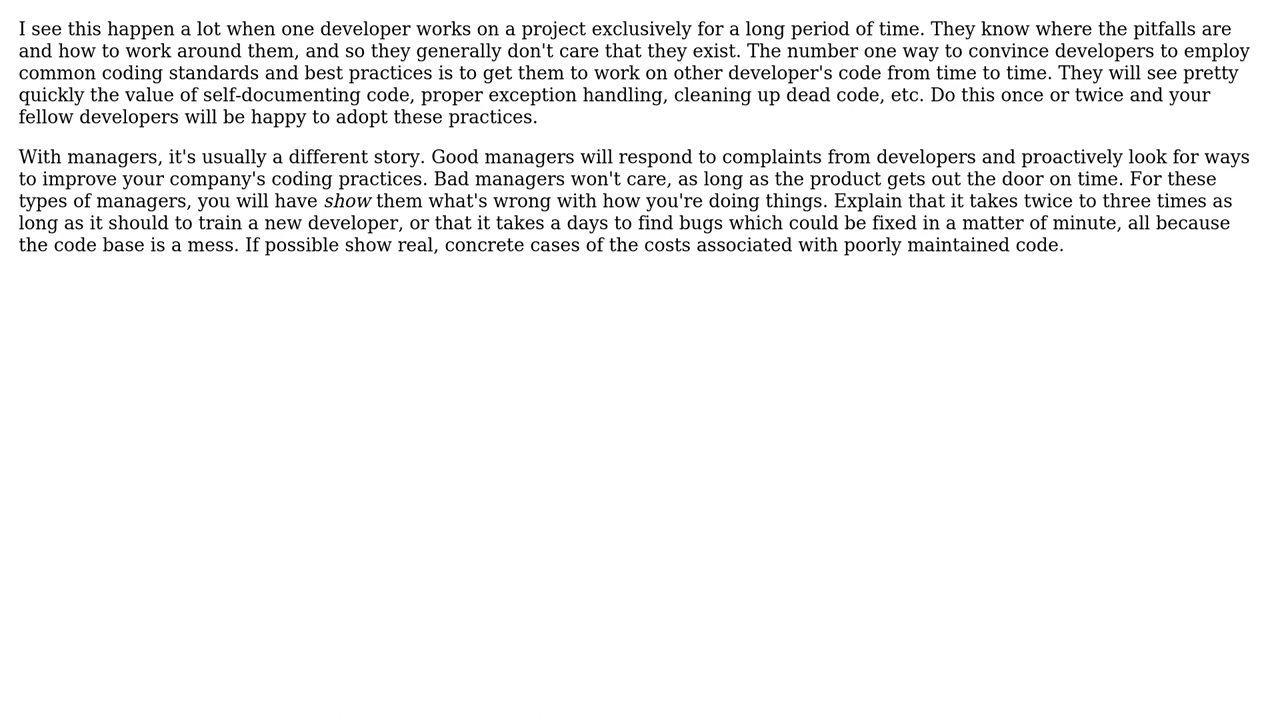 I see this happen a lot when one developer works on a project exclusively for a long period of time. They know where the pitfalls are
and how to work around them, and so they generally don't care that they exist. The number one way to convince developers to employ
common coding standards and best practices is to get them to work on other developer's code from time to time. They will see pretty
quickly the value of self-documenting code, proper exception handling, cleaning up dead code, etc. Do this once or twice and your
fellow developers will be happy to adopt these practices.
With managers, it's usually a different story. Good managers will respond to complaints from developers and proactively look for ways
to improve your company's coding practices. Bad managers won't care, as long as the product gets out the door on time. For these
types of managers, you will have show them what's wrong with how you're doing things. Explain that it takes twice to three times as
long as it should to train a new developer, or that it takes a days to find bugs which could be fixed in a matter of minute, all because
the code base is a mess. If possible show real, concrete cases of the costs associated with poorly maintained code.